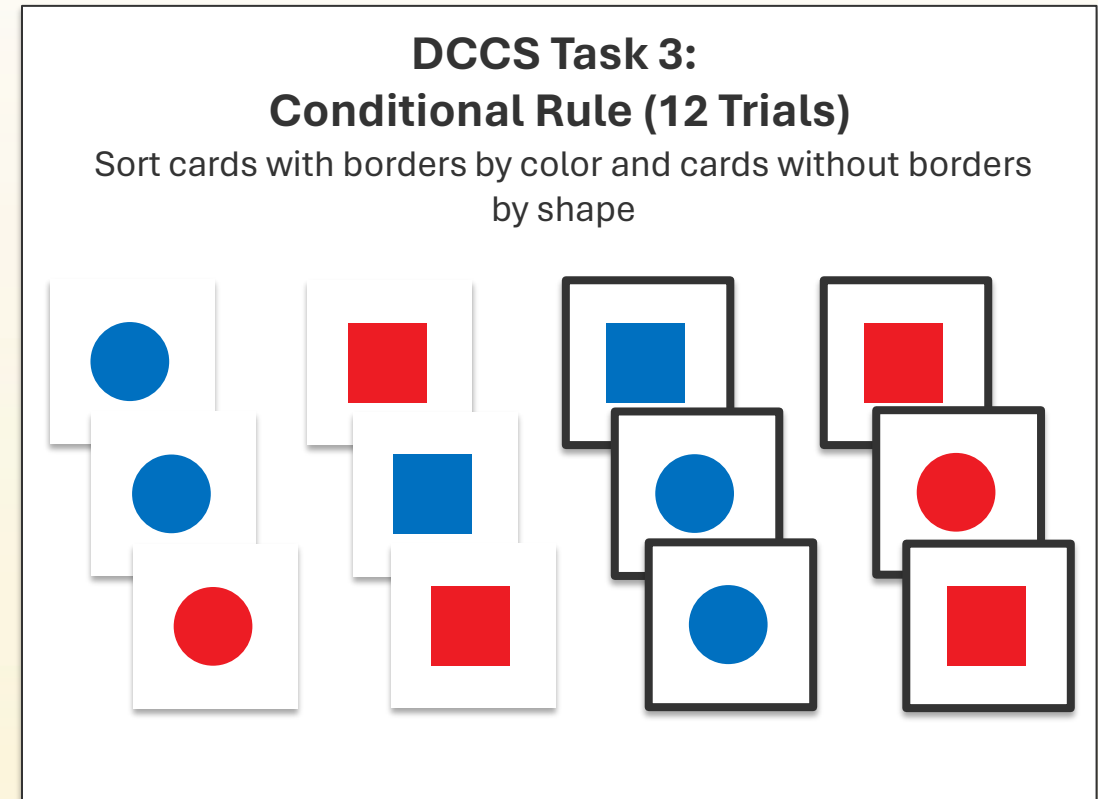 DCCS Task 3:
Conditional Rule (12 Trials)
Sort cards with borders by color and cards without borders
by shape